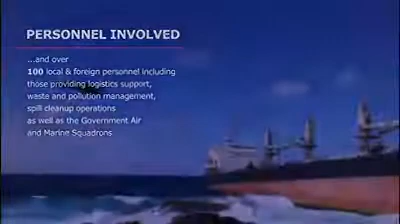 PERSONNEL INVOLVED
...and over
100 local & foreign personnel including
those providing logistics support,
waste and pollution management,
spill cleanup operations
as well as the Government Air
and Marine Squadrons